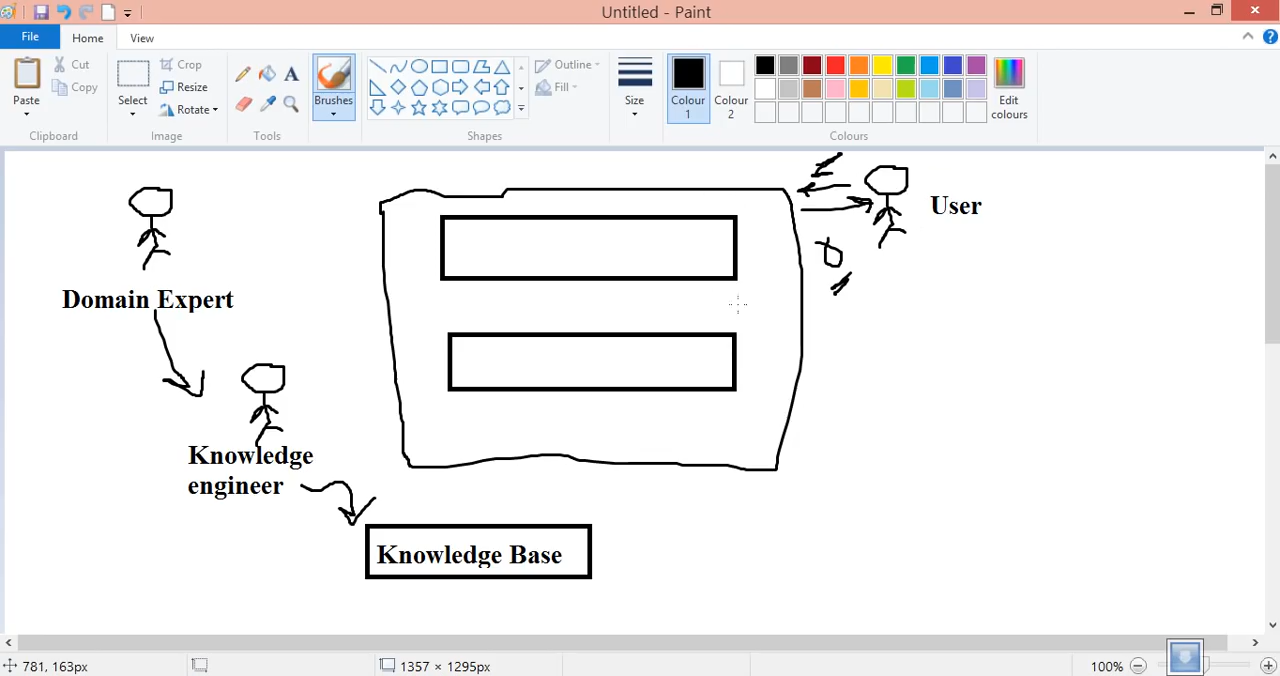 Untitled - Paint
File
Home
View
Paste
Cut
Copy
Clipboard
Select
Crop
Resize
Rotate
Image
A
Tools
Brushes
Outline
Fill
Shapes
Size
Colour
1
Colour
2
Edit
colours
Colours
User
Domain Expert
Knowledge
engineer
Knowledge Base
781, 163px
1357 × 1295px
100%